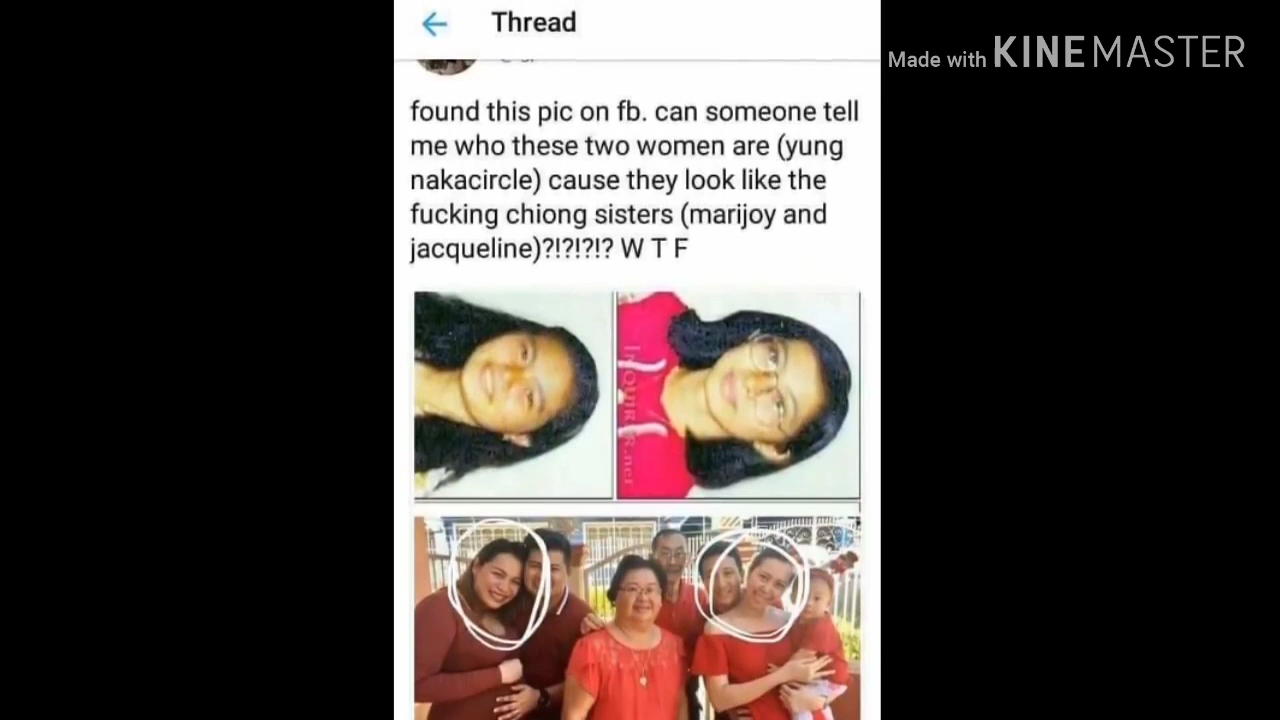 Thread
Made with KINEMASTER
found this pic on fb. can someone tell
me who these two women are (yung
nakacircle) cause they look like the
fucking chiong sisters (marijoy and
jacqueline)?!?!?!? W T F